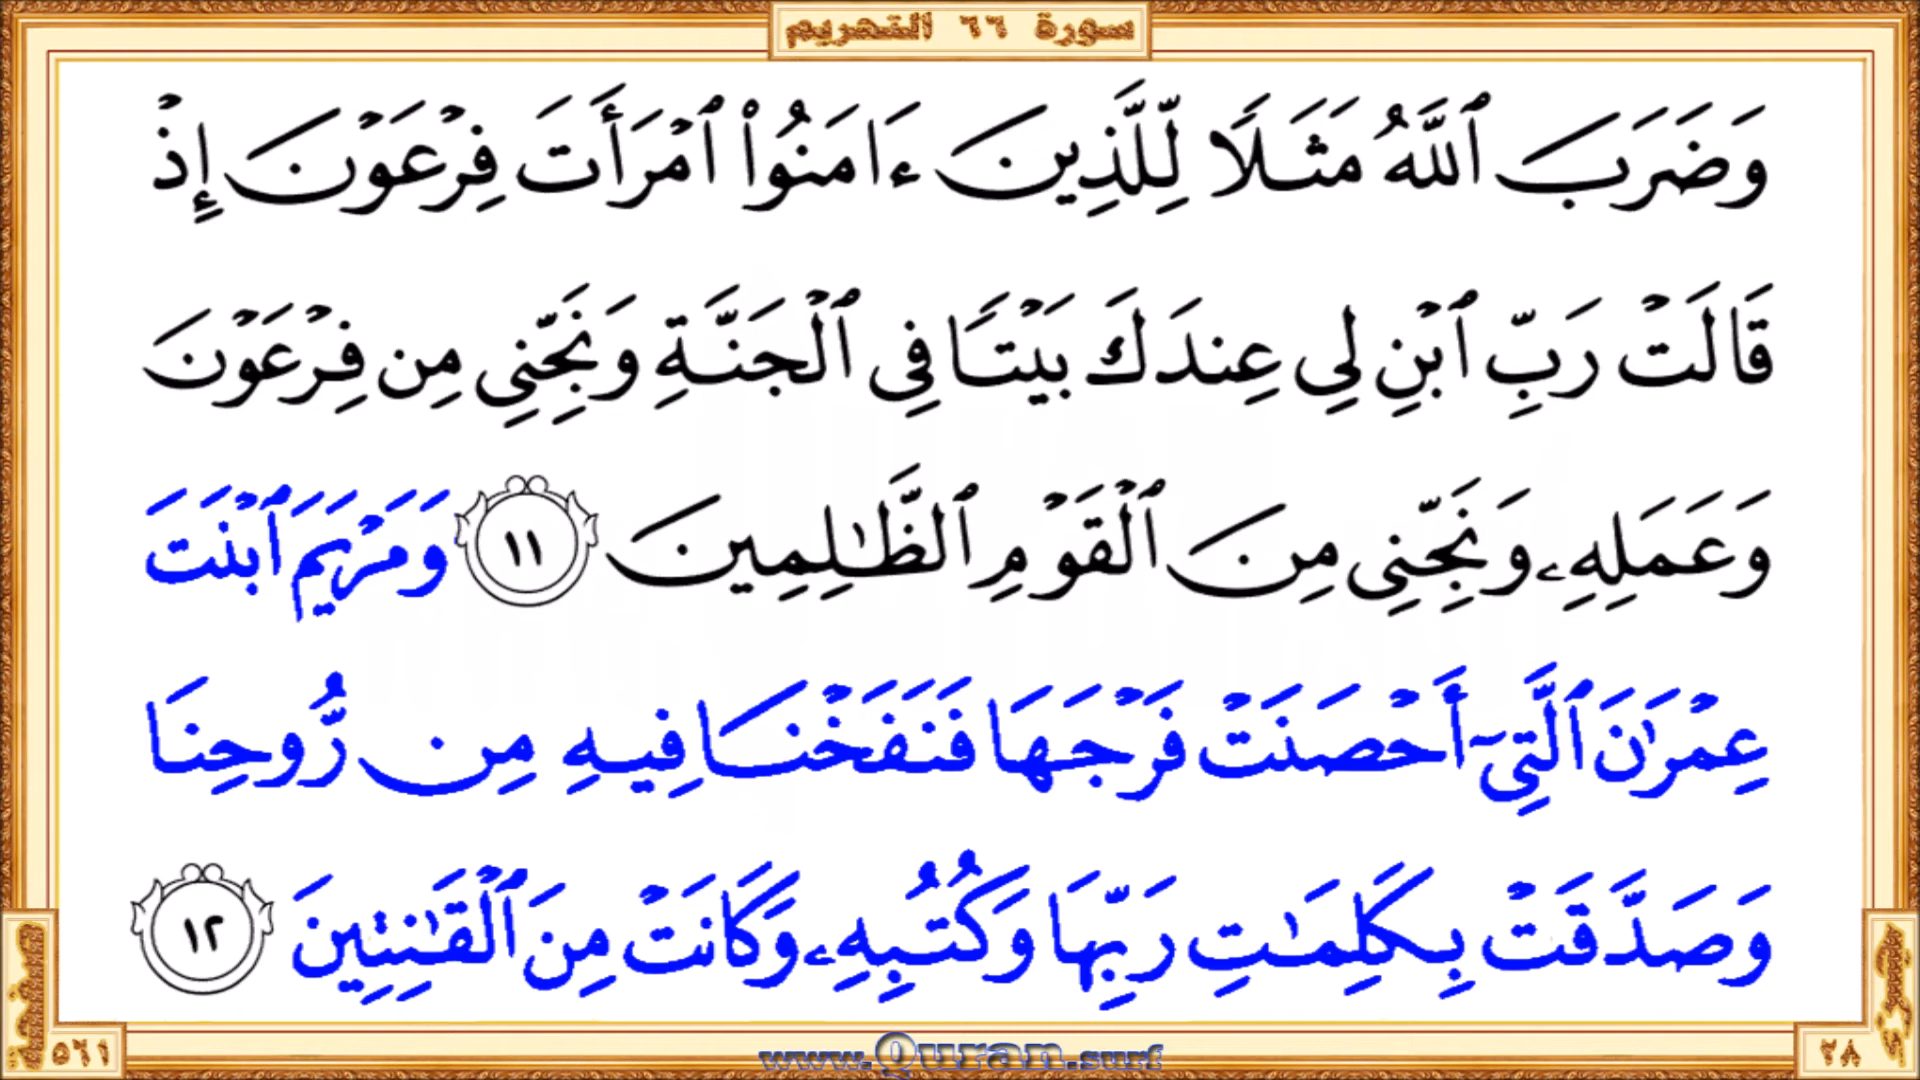 سورة ٦٦ التحريم
وَضَرَبَ ٱللَّهُ مَثَلًا لِّلَّذِينَ ءَامَنُوا۟ ٱمْرَأَتَ فِرْعَوْنَ إِذْ
قَالَتْ رَبِّ ٱبْنِ لِى عِندَكَ بَيْتًا فِى ٱلْجَنَّةِ وَنَجِّنِى مِن فِرْعَوْنَ
وَعَمَلِهِۦ وَنَجِّنِى مِنَ ٱلْقَوْمِ ٱلظَّٰلِمِينَ ١١ وَمَرْيَمَ ٱبْنَتَ
عِمْرَٰنَ ٱلَّتِىٓ أَحْصَنَتْ فَرْجَهَا فَنَفَخْنَا فِيهِ مِن رُّوحِنَا
وَصَدَّقَتْ بِكَلِمَٰتِ رَبِّهَا وَكُتُبِهِۦ وَكَانَتْ مِنَ ٱلْقَٰنِتِينَ ١٢
صفحة ٥٦١
www.Quran.surf
٢٨